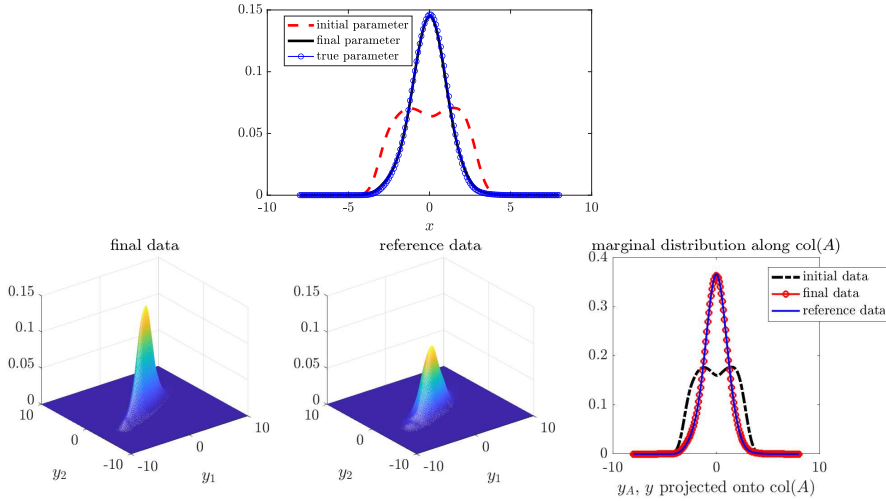 0.15
0.1
0.05
0
-10
-5
0
5
10
x
initial parameter
final parameter
true parameter
final data
0.15
0.1
0.05
0
10
0
-10
-10
0
10
y2
y1
reference data
0.15
0.1
0.05
0
10
0
-10
-10
0
10
y2
y1
marginal distribution along col(A)
0.4
0.3
0.2
0.1
0
-10
0
10
initial data
final data
reference data
yA, y projected onto col(A)